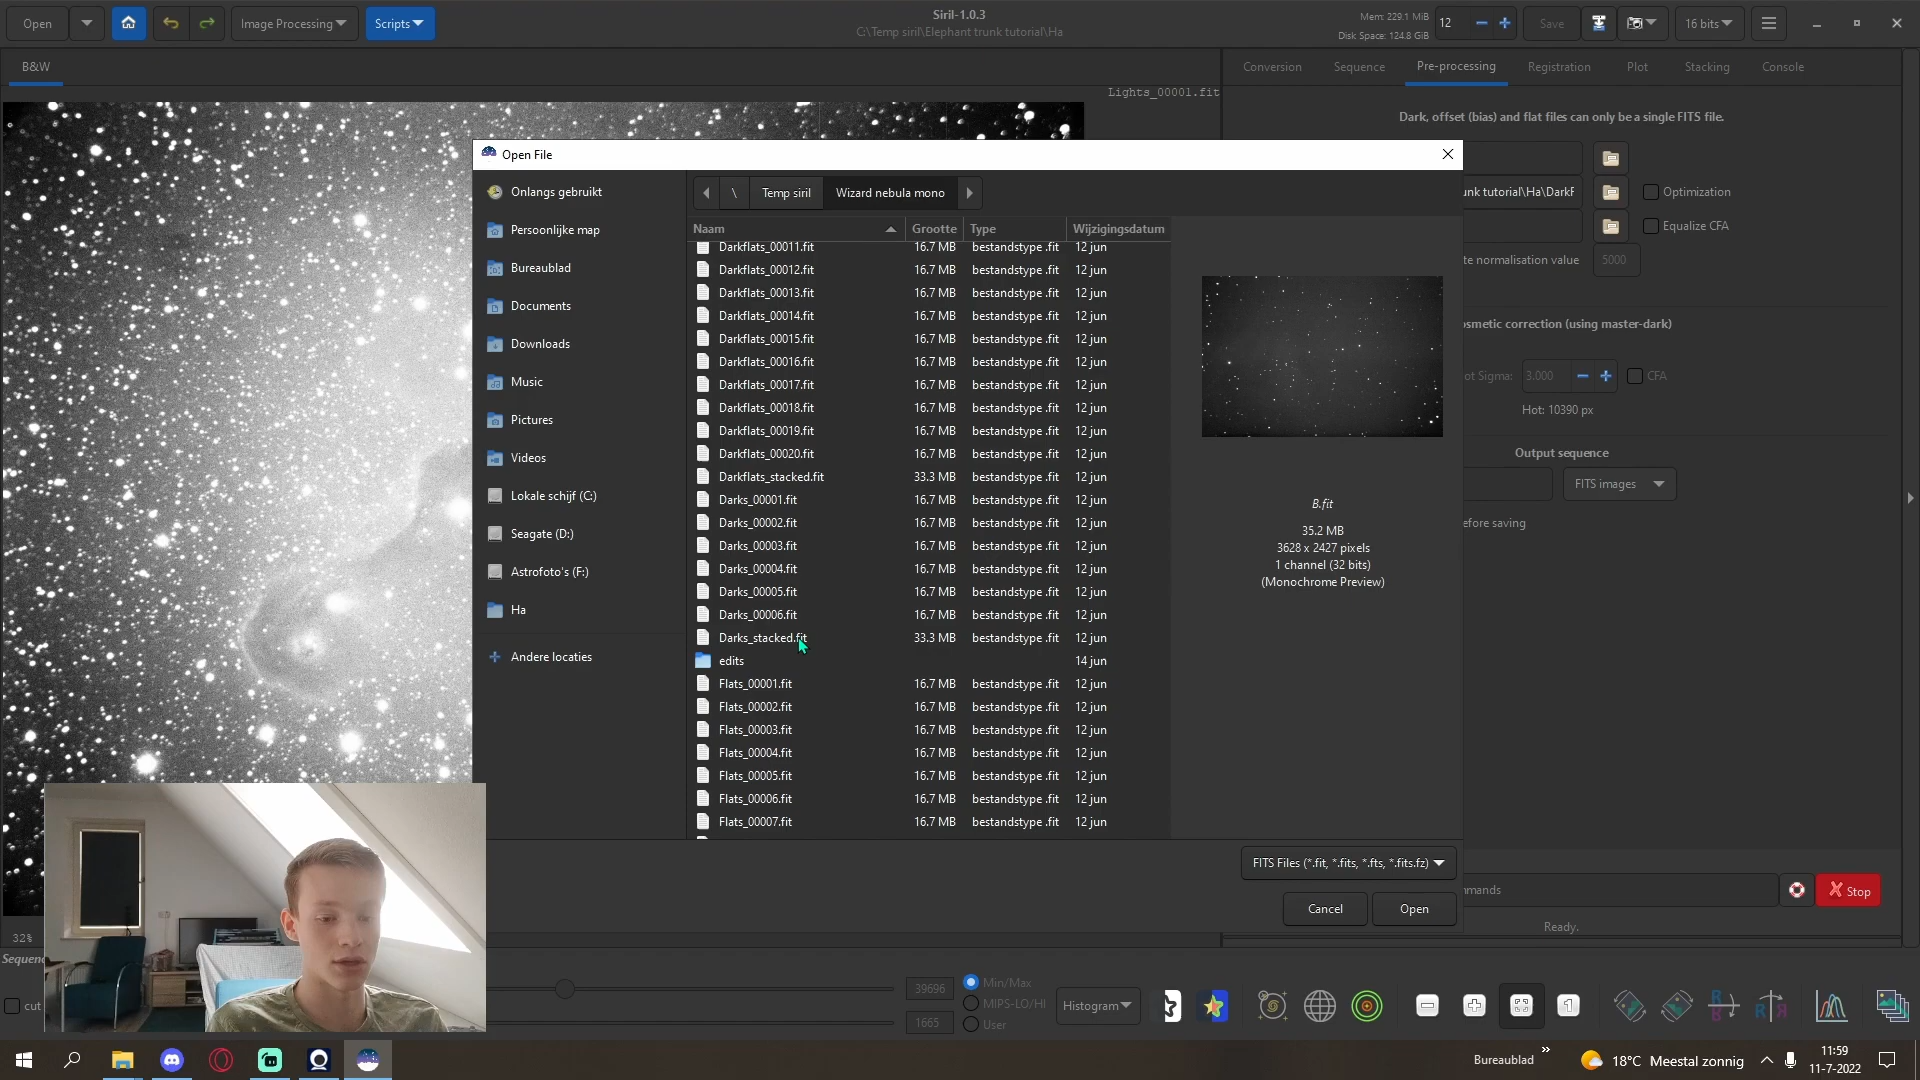 Open
Image Processing
Scripts
Siril-1.0.3
C:\Temp siril\Elephant trunk tutorial\Ha
Mem: 229.1 MiB
Disk Space: 124.8 GiB
12
Save
16 bits
B&W
Conversion
Sequence
Pre-processing
Registration
Plot
Stacking
Console
Lights_00001.fit
Dark, offset (bias) and flat files can only be a single FITS file.
unk tutorial\Ha\DarkF
Optimization
Equalize CFA
te normalisation value
5000
osmetic correction (using master-dark)
ot Sigma:
3.000
CFA
Hot: 10390 px
Output sequence
FITS images
efore saving
mmands
Stop
Ready.
Open File
Onlangs gebruikt
Persoonlijke map
Bureaublad
Documents
Downloads
Music
Pictures
Videos
Lokale schijf (C:)
Seagate (D:)
Astrofoto's (F:)
Ha
Andere locaties
\
Temp siril
Wizard nebula mono
Naam
Grootte
Type
Wijzigingsdatum
Darkflats_00011.fit 16.7 MB bestandstype .fit 12 jun
Darkflats_00012.fit 16.7 MB bestandstype .fit 12 jun
Darkflats_00013.fit 16.7 MB bestandstype .fit 12 jun
Darkflats_00014.fit 16.7 MB bestandstype .fit 12 jun
Darkflats_00015.fit 16.7 MB bestandstype .fit 12 jun
Darkflats_00016.fit 16.7 MB bestandstype .fit 12 jun
Darkflats_00017.fit 16.7 MB bestandstype .fit 12 jun
Darkflats_00018.fit 16.7 MB bestandstype .fit 12 jun
Darkflats_00019.fit 16.7 MB bestandstype .fit 12 jun
Darkflats_00020.fit 16.7 MB bestandstype .fit 12 jun
Darkflats_stacked.fit 33.3 MB bestandstype .fit 12 jun
Darks_00001.fit 16.7 MB bestandstype .fit 12 jun
Darks_00002.fit 16.7 MB bestandstype .fit 12 jun
Darks_00003.fit 16.7 MB bestandstype .fit 12 jun
Darks_00004.fit 16.7 MB bestandstype .fit 12 jun
Darks_00005.fit 16.7 MB bestandstype .fit 12 jun
Darks_00006.fit 16.7 MB bestandstype .fit 12 jun
Darks_stacked.fit 33.3 MB bestandstype .fit 12 jun
edits 14 jun
Flats_00001.fit 16.7 MB bestandstype .fit 12 jun
Flats_00002.fit 16.7 MB bestandstype .fit 12 jun
Flats_00003.fit 16.7 MB bestandstype .fit 12 jun
Flats_00004.fit 16.7 MB bestandstype .fit 12 jun
Flats_00005.fit 16.7 MB bestandstype .fit 12 jun
Flats_00006.fit 16.7 MB bestandstype .fit 12 jun
Flats_00007.fit 16.7 MB bestandstype .fit 12 jun
B.fit
35.2 MB
3628 x 2427 pixels
1 channel (32 bits)
(Monochrome Preview)
FITS Files (*.fit, *.fits, *.fts, *.fits.fz)
Cancel
Open
32%
Sequen
cut
39696
1665
Min/Max
MIPS-LO/HI
User
Histogram
1
R
R
R
R
Bureaublad
»
18°C Meestal zonnig
11:59
11-7-2022